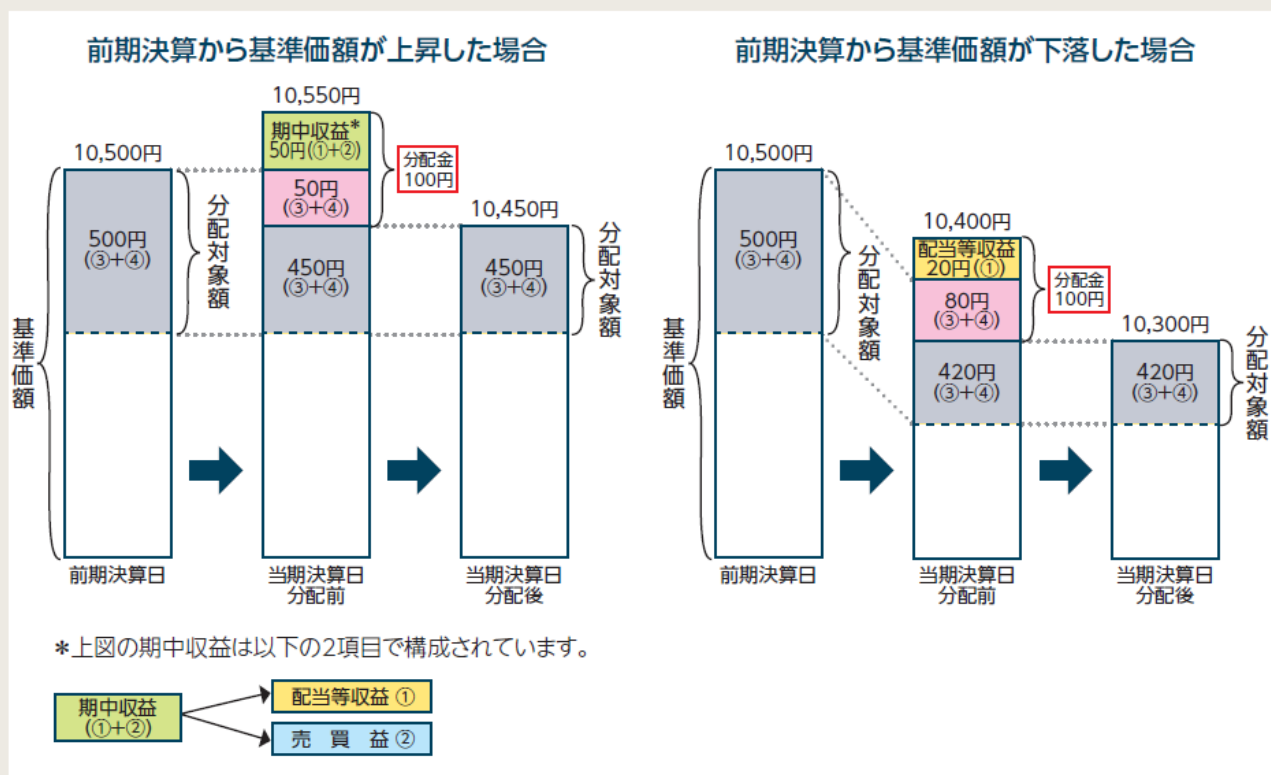 前期決算から基準価額が上昇した場合
10,550円
10,500円
期中収益*
50円(①+②)
50円
(③+④)
分配金
100円
10,450円
500円
(③+④)
分配対象額
450円
(③+④)
450円
(③+④)
分配対象額
基準価額
前期決算日
当期決算日
分配前
当期決算日
分配後
前期決算から基準価額が下落した場合
10,500円
10,400円
配当等収益
20円(①)
80円
(③+④)
分配金
100円
10,300円
500円
(③+④)
分配対象額
420円
(③+④)
420円
(③+④)
分配対象額
基準価額
前期決算日
当期決算日
分配前
当期決算日
分配後
*上図の期中収益は以下の2項目で構成されています。
期中収益
(①+②)
配当等収益 ①
売 買 益 ②